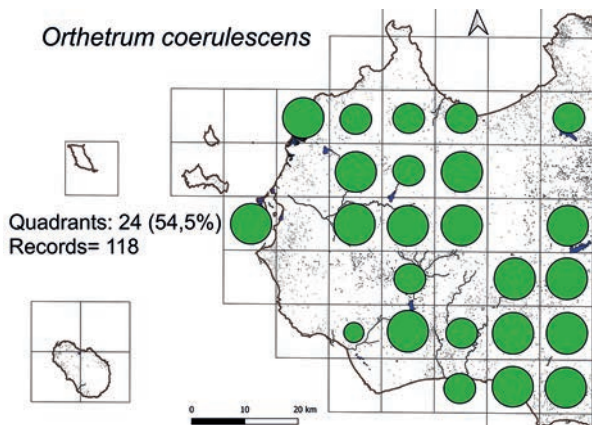 Orthetrum coerulescens
Quadrants: 24 (54,5%)
Records= 118
0 10 20 km